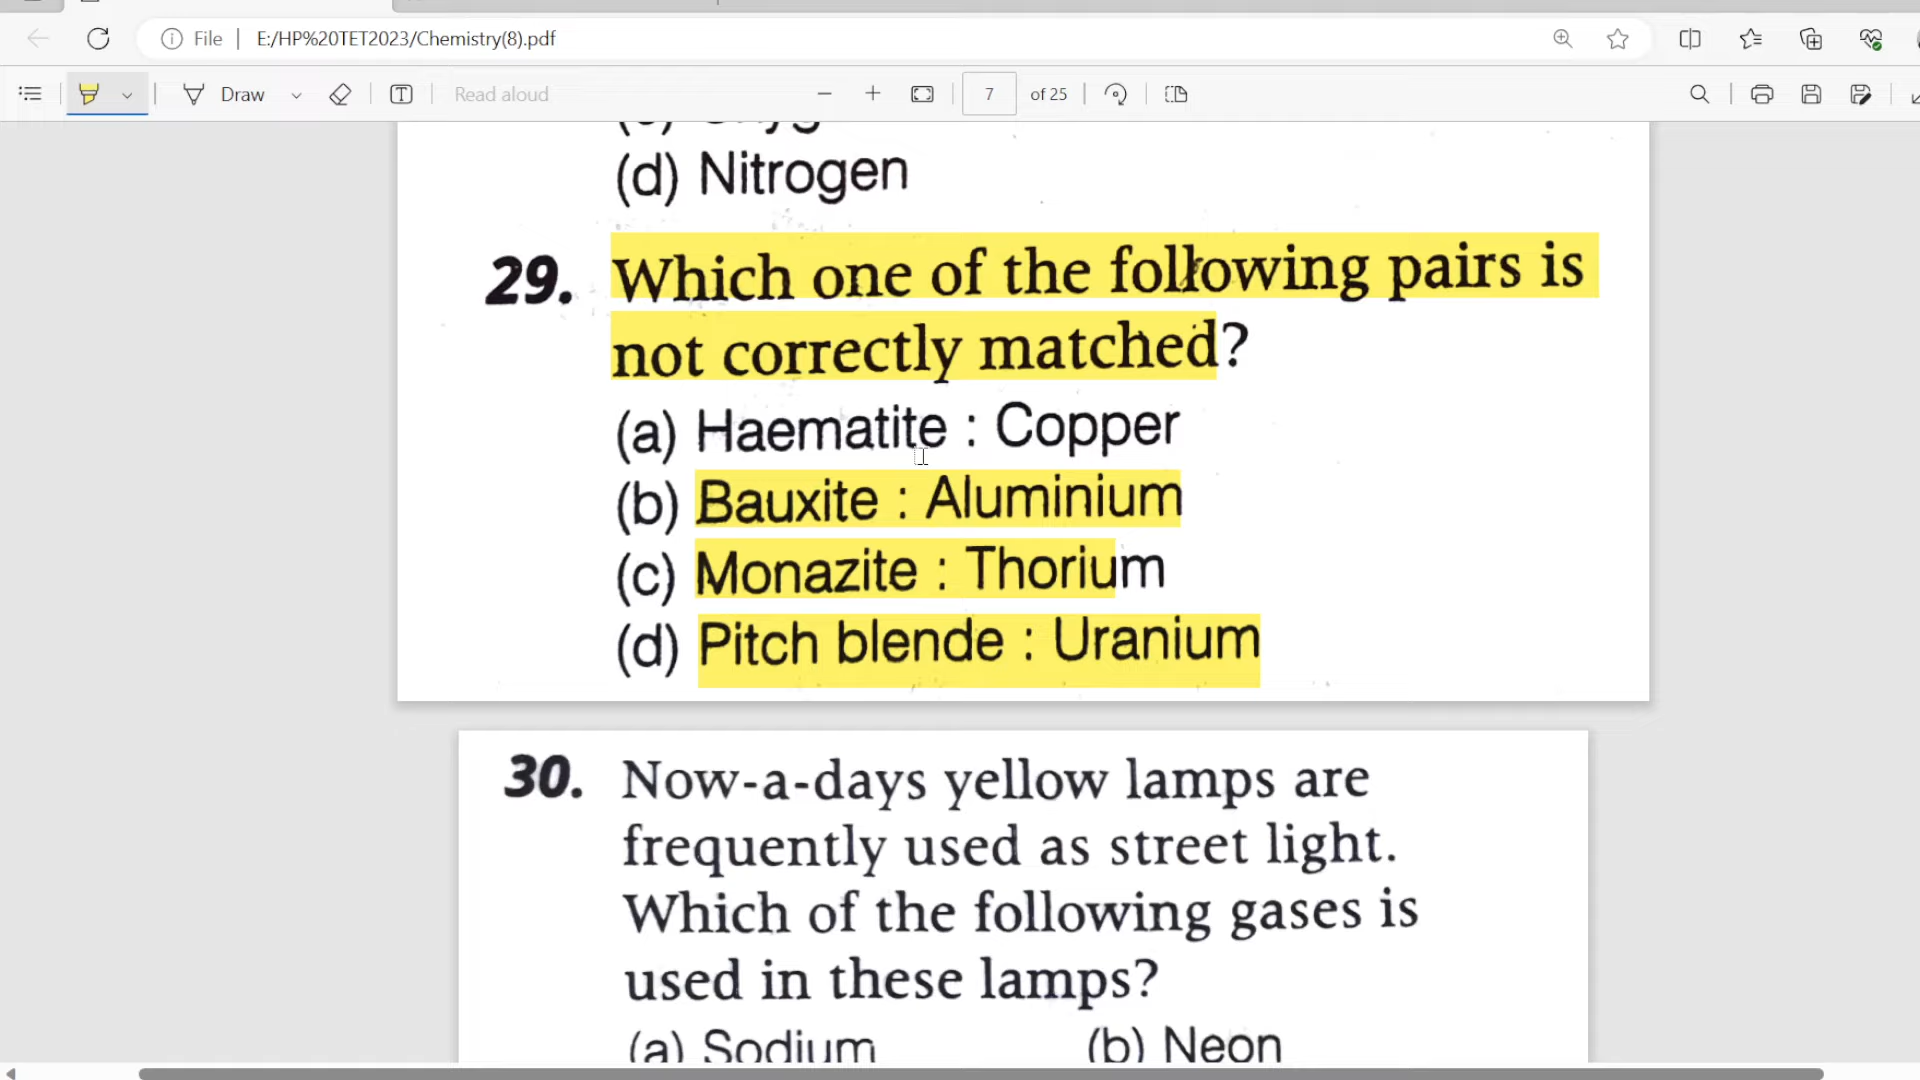 File
E:/HP%20TET2023/Chemistry(8).pdf
Draw
Read aloud
7
of 25
(d) Nitrogen
29. Which one of the following pairs is
not correctly matched?
(a) Haematite : Copper
(b) Bauxite : Aluminium
(c) Monazite : Thorium
(d) Pitch blende : Uranium
30. Now-a-days yellow lamps are
frequently used as street light.
Which of the following gases is
used in these lamps?
(a) Sodium (b) Neon